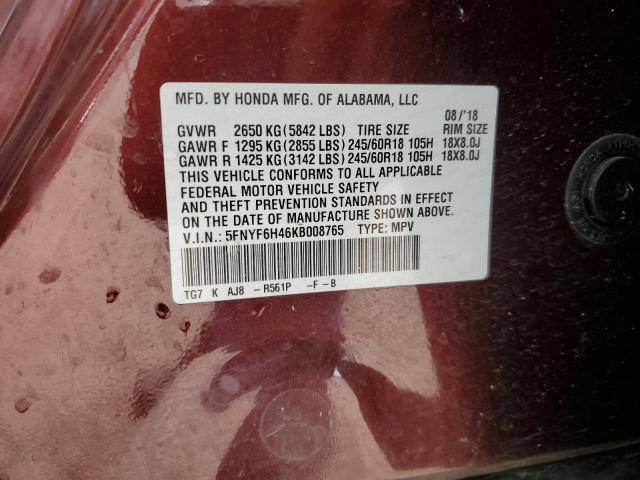 MFD. BY HONDA MFG. OF ALABAMA, LLC 08/'18
GVWR 2650 KG (5842 LBS) TIRE SIZE RIM SIZE
GAWR F 1295 KG (2855 LBS) 245/60R18 105H 18X8.0J
GAWR R 1425 KG (3142 LBS) 245/60R18 105H 18X8.0J
THIS VEHICLE CONFORMS TO ALL APPLICABLE
FEDERAL MOTOR VEHICLE SAFETY
AND THEFT PREVENTION STANDARDS IN EFFECT
ON THE DATE OF MANUFACTURE SHOWN ABOVE.
V.I.N.: 5FNYF6H46KB008765 TYPE: MPV
TG7 K AJ8 -R561P -F-B